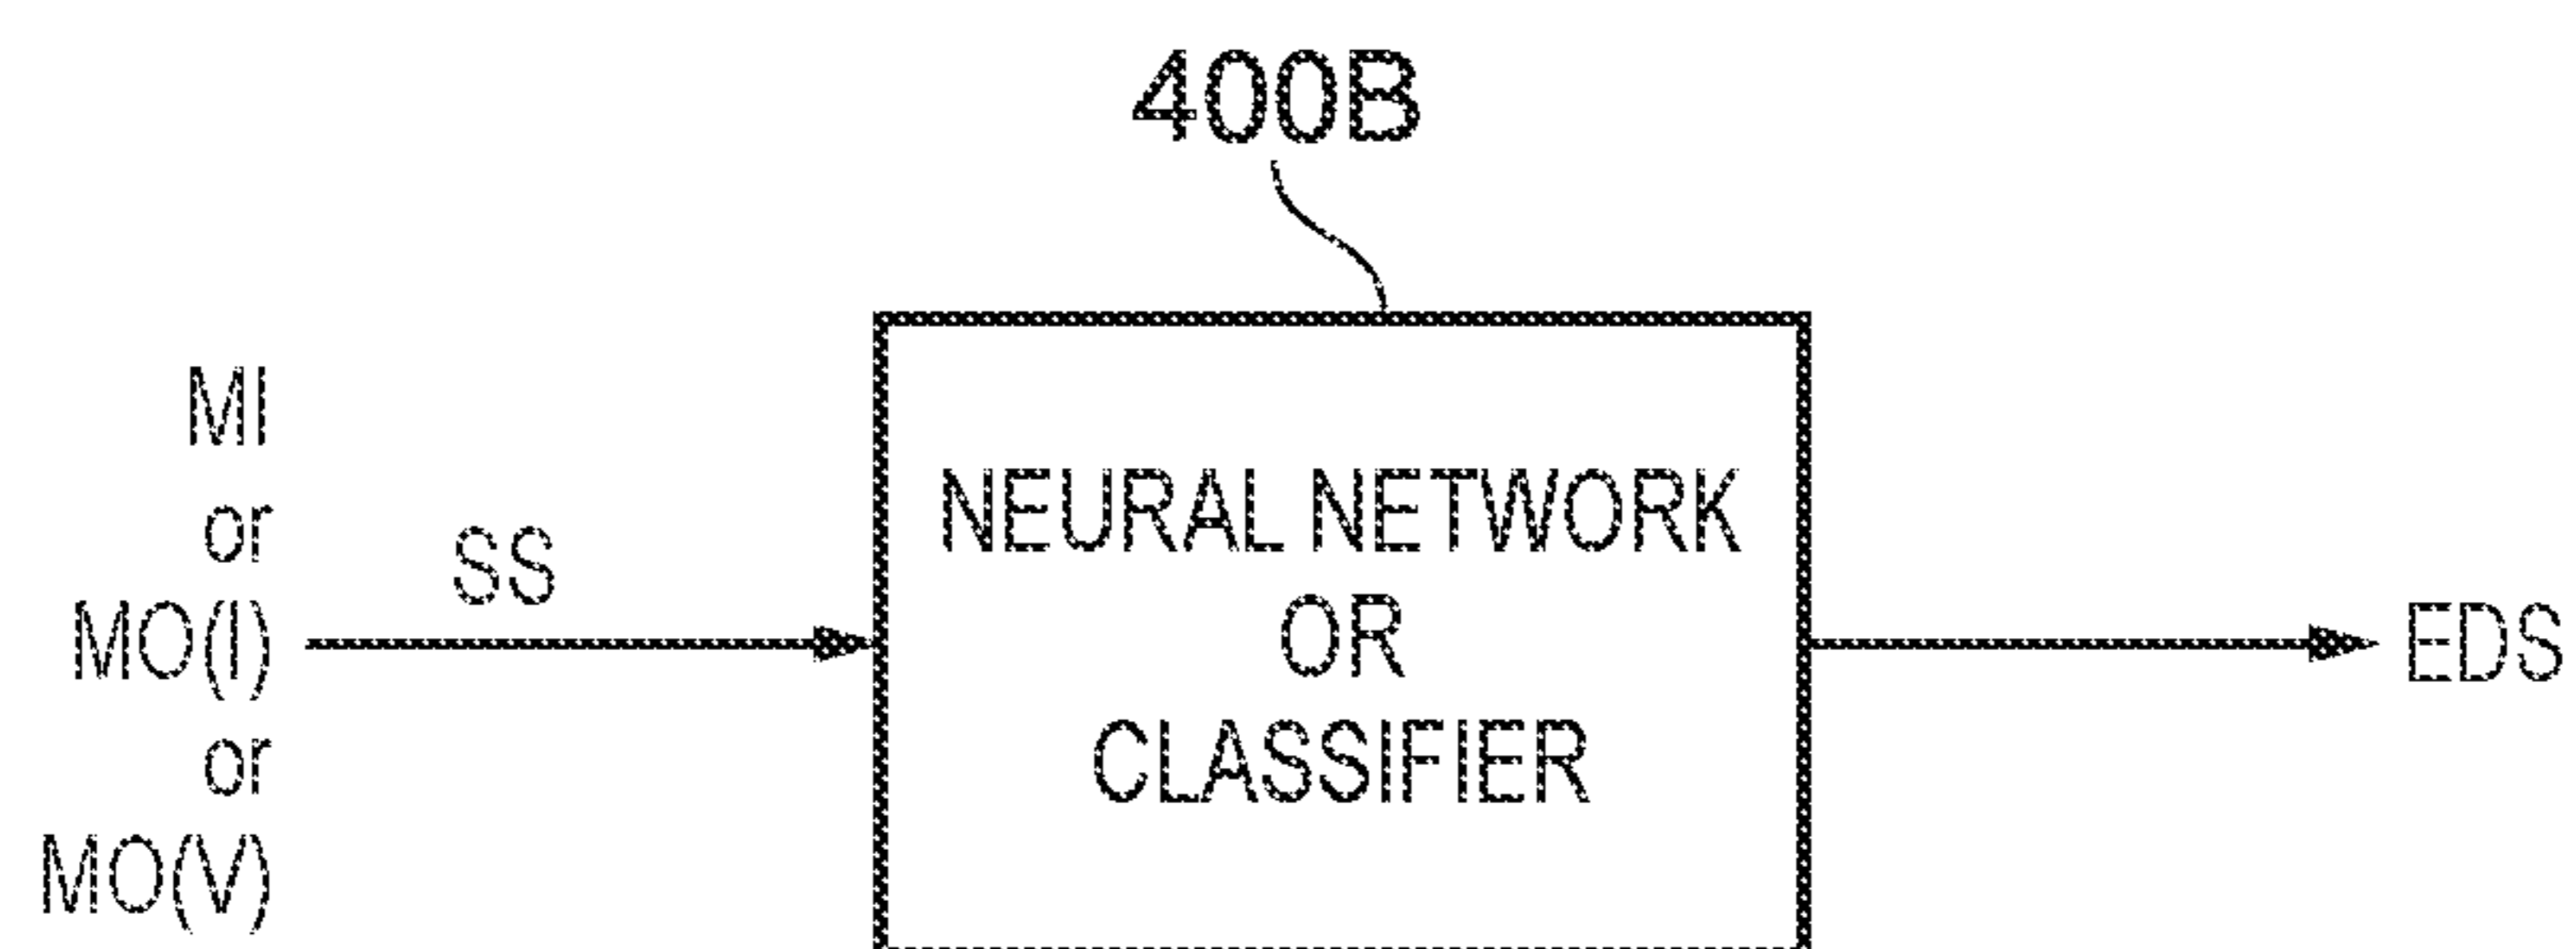 400B
MI
or
MO(I)
or
MO(V)
SS
NEURAL NETWORK
OR
CLASSIFIER
EDS